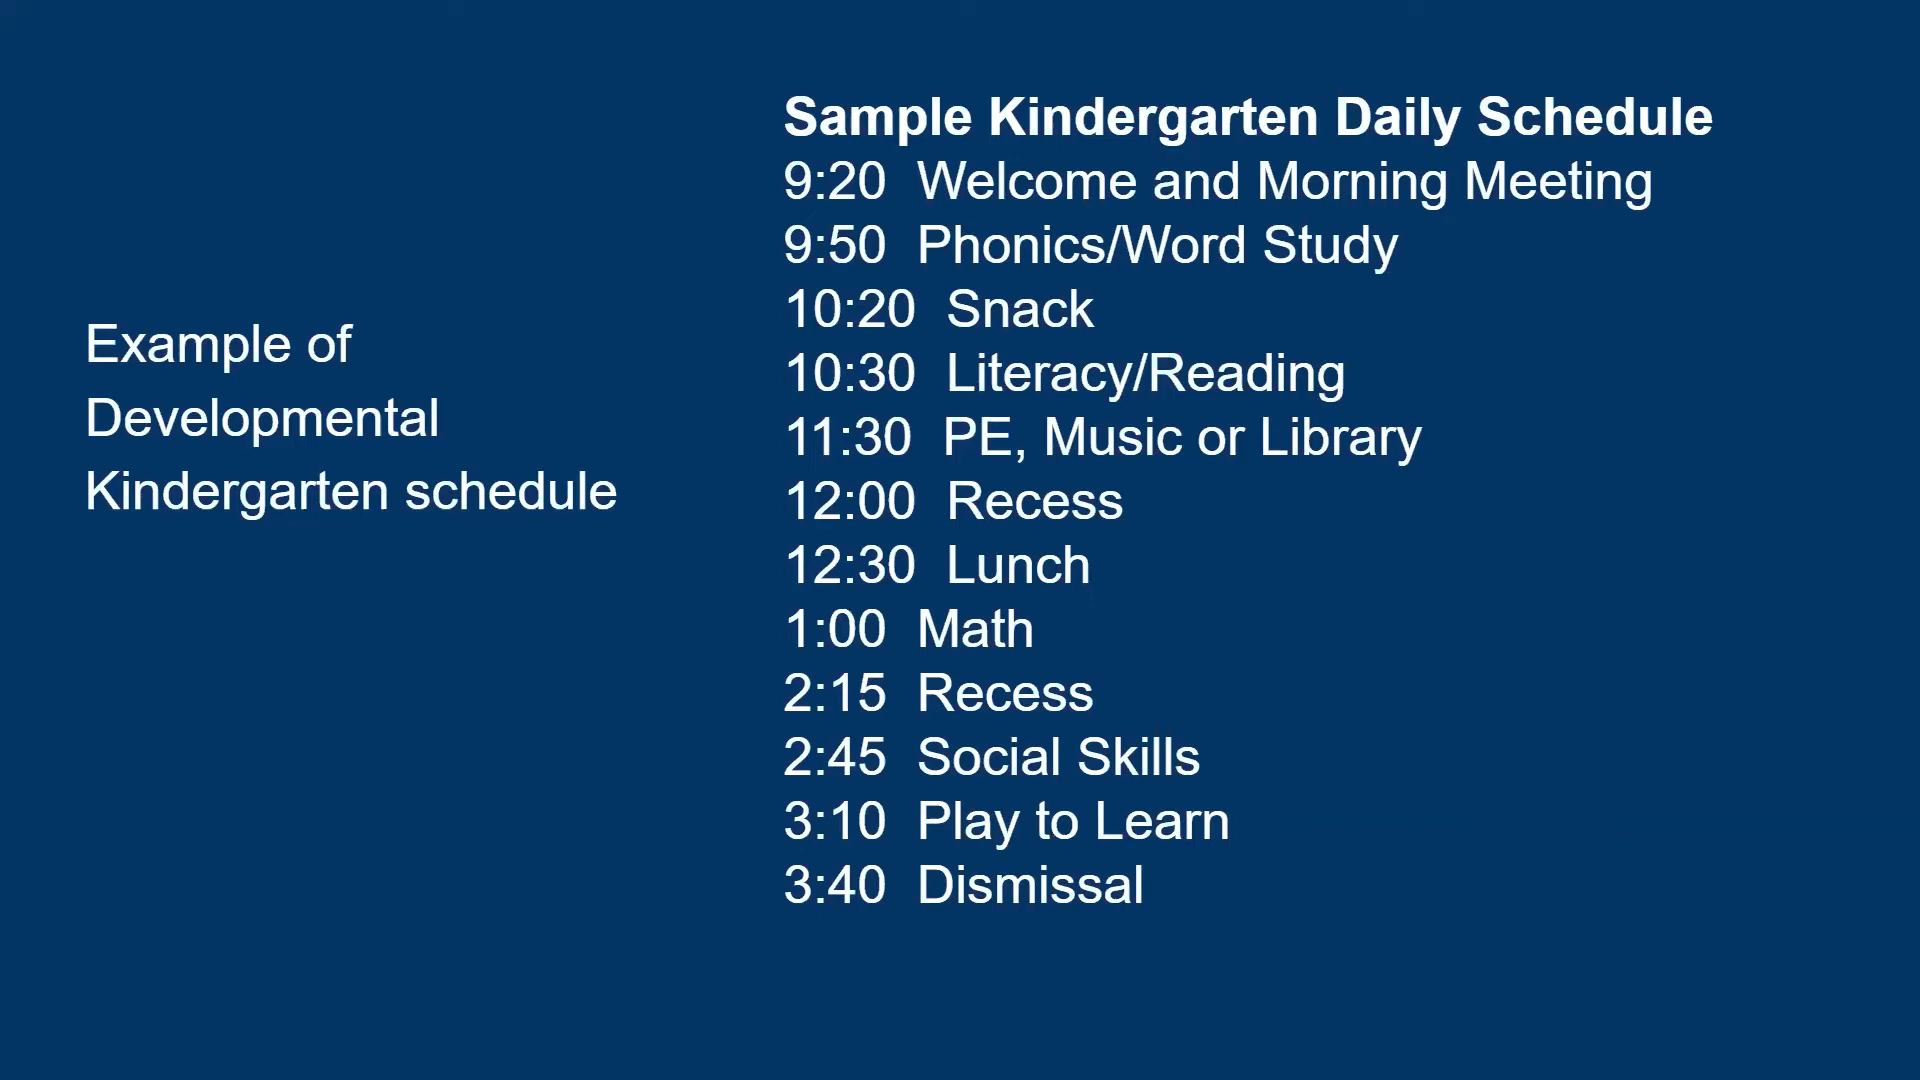 Example of
Developmental
Kindergarten schedule
Sample Kindergarten Daily Schedule
9:20  Welcome and Morning Meeting
9:50  Phonics/Word Study
10:20  Snack
10:30  Literacy/Reading
11:30  PE, Music or Library
12:00  Recess
12:30  Lunch
1:00  Math
2:15  Recess
2:45  Social Skills
3:10  Play to Learn
3:40  Dismissal